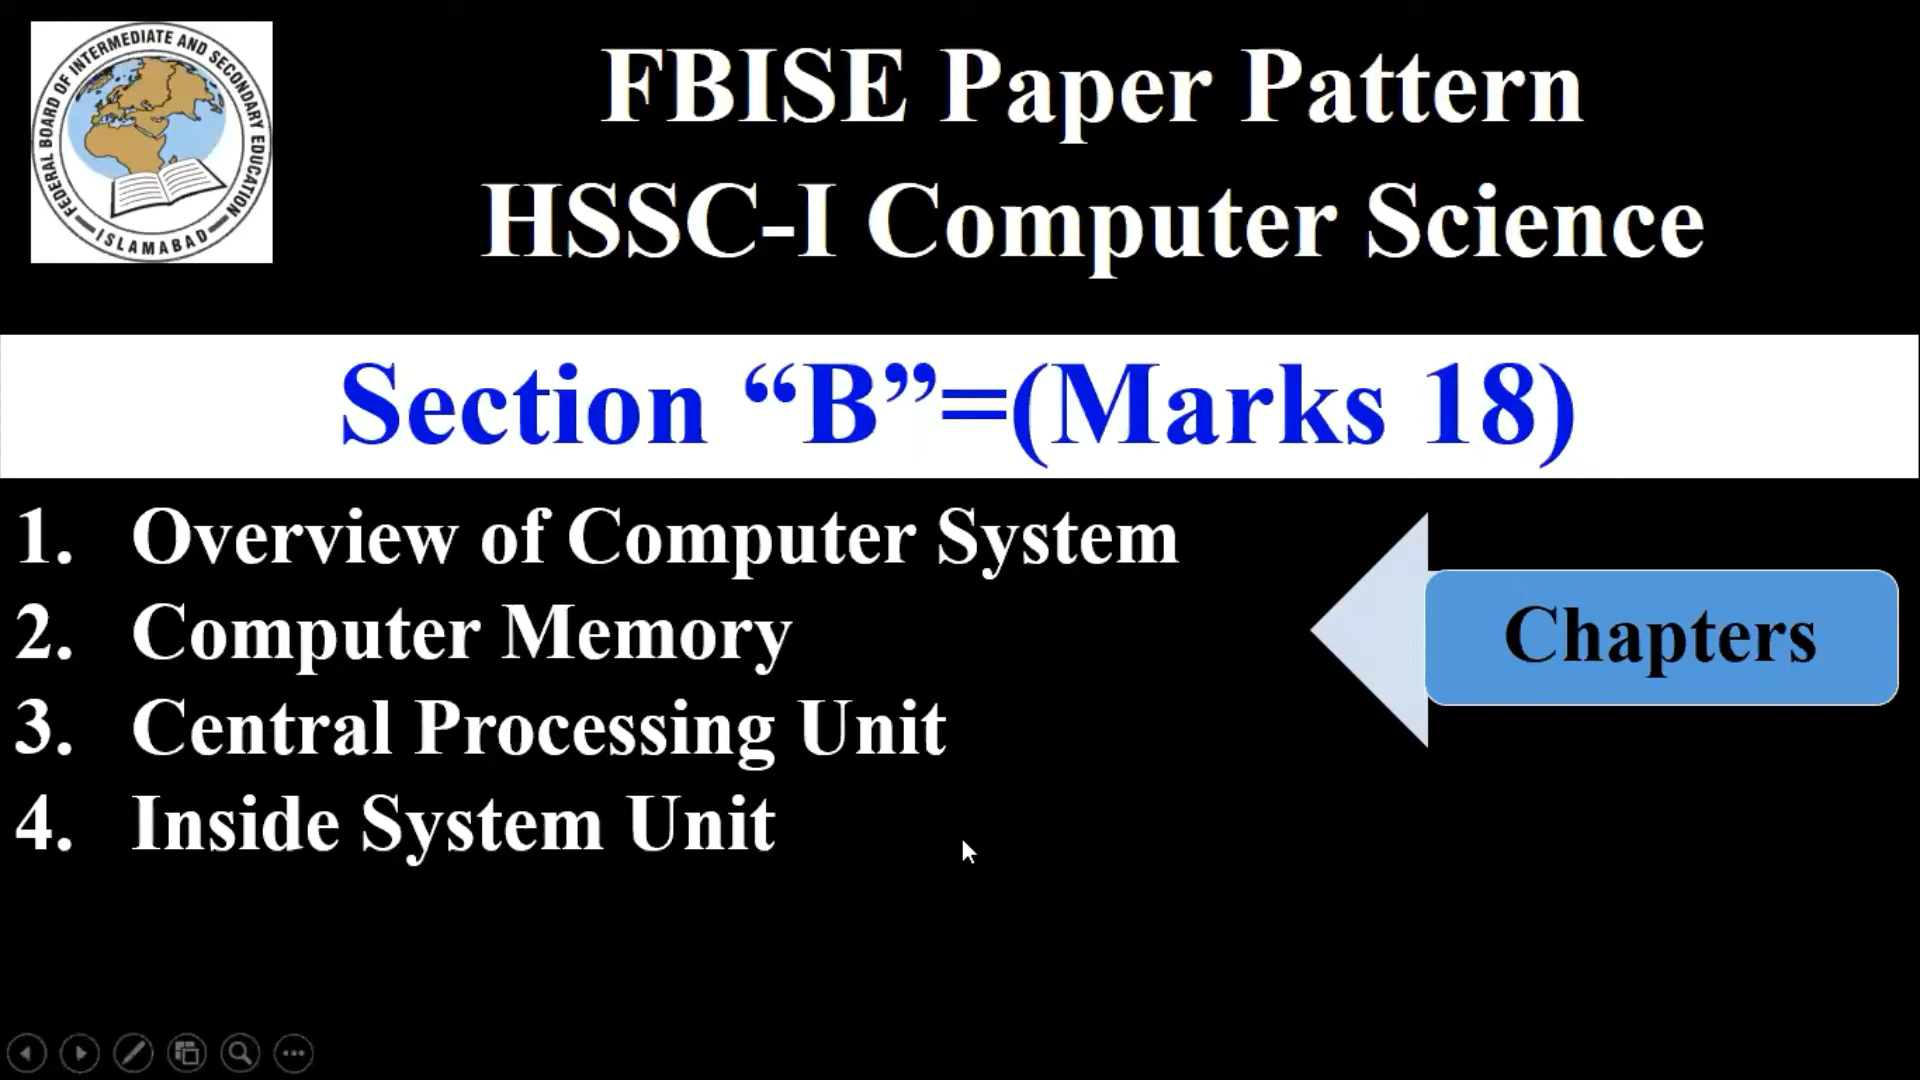 FEDERAL BOARD OF INTERMEDIATE AND SECONDARY EDUCATION
ISLAMABAD
FBISE Paper Pattern
HSSC-I Computer Science
Section “B”=(Marks 18)
1. Overview of Computer System
2. Computer Memory
3. Central Processing Unit
4. Inside System Unit
Chapters